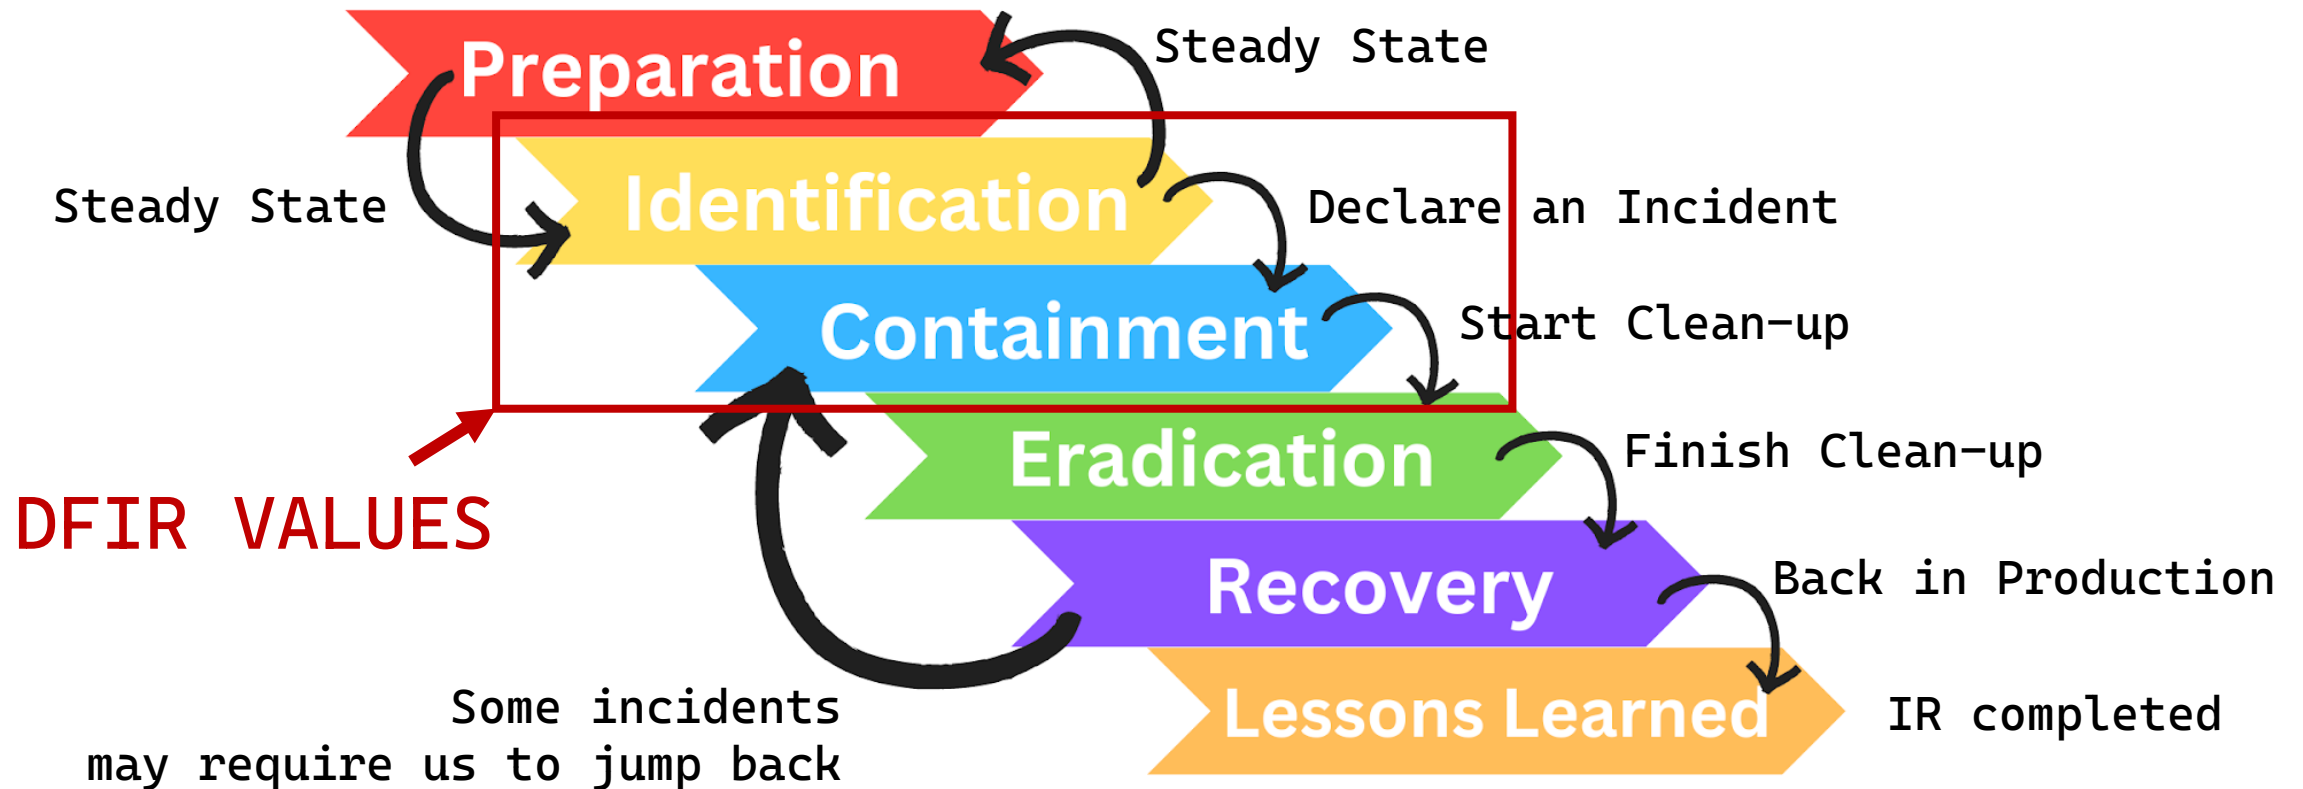 Preparation
Steady State
Steady State
Identification
Declare an Incident
Containment
Start Clean-up
Eradication
Finish Clean-up
DFIR VALUES
Recovery
Back in Production
Lessons Learned
IR completed
Some incidents
may require us to jump back